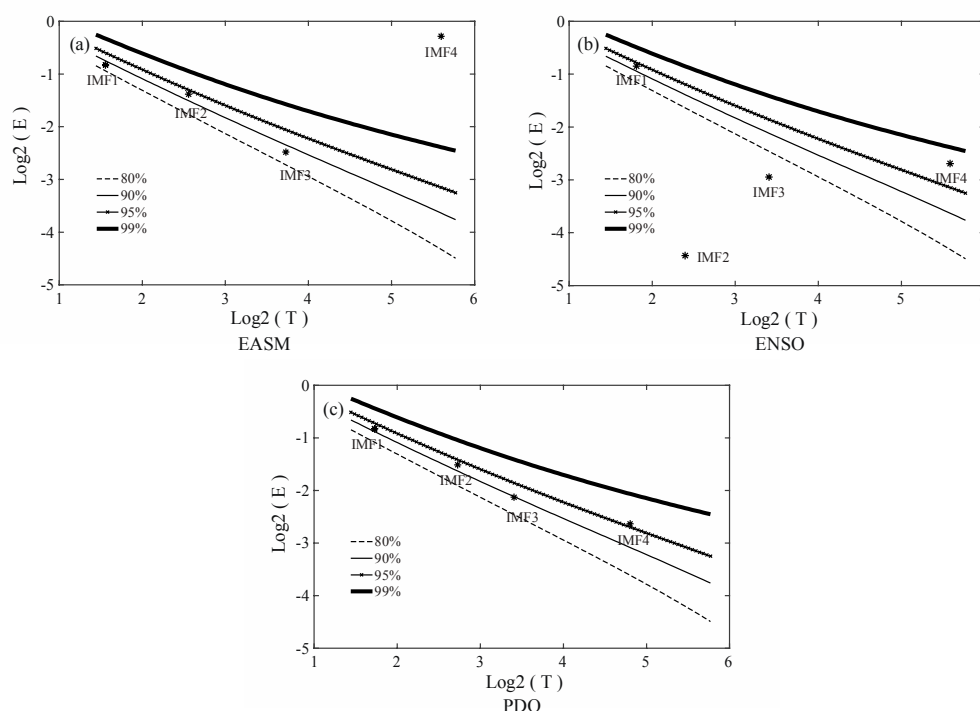 (a)
IMF1
IMF2
IMF3
IMF4
80%
90%
95%
99%
0
-1
-2
-3
-4
-5
Log2 ( E )
1 2 3 4 5 6
Log2 ( T )
EASM
(b)
IMF1
IMF2
IMF3
IMF4
80%
90%
95%
99%
0
-1
-2
-3
-4
-5
Log2 ( E )
1 2 3 4 5
Log2 ( T )
ENSO
(c)
IMF1
IMF2
IMF3
IMF4
80%
90%
95%
99%
0
-1
-2
-3
-4
-5
Log2 ( E )
1 2 3 4 5 6
Log2 ( T )
PDO